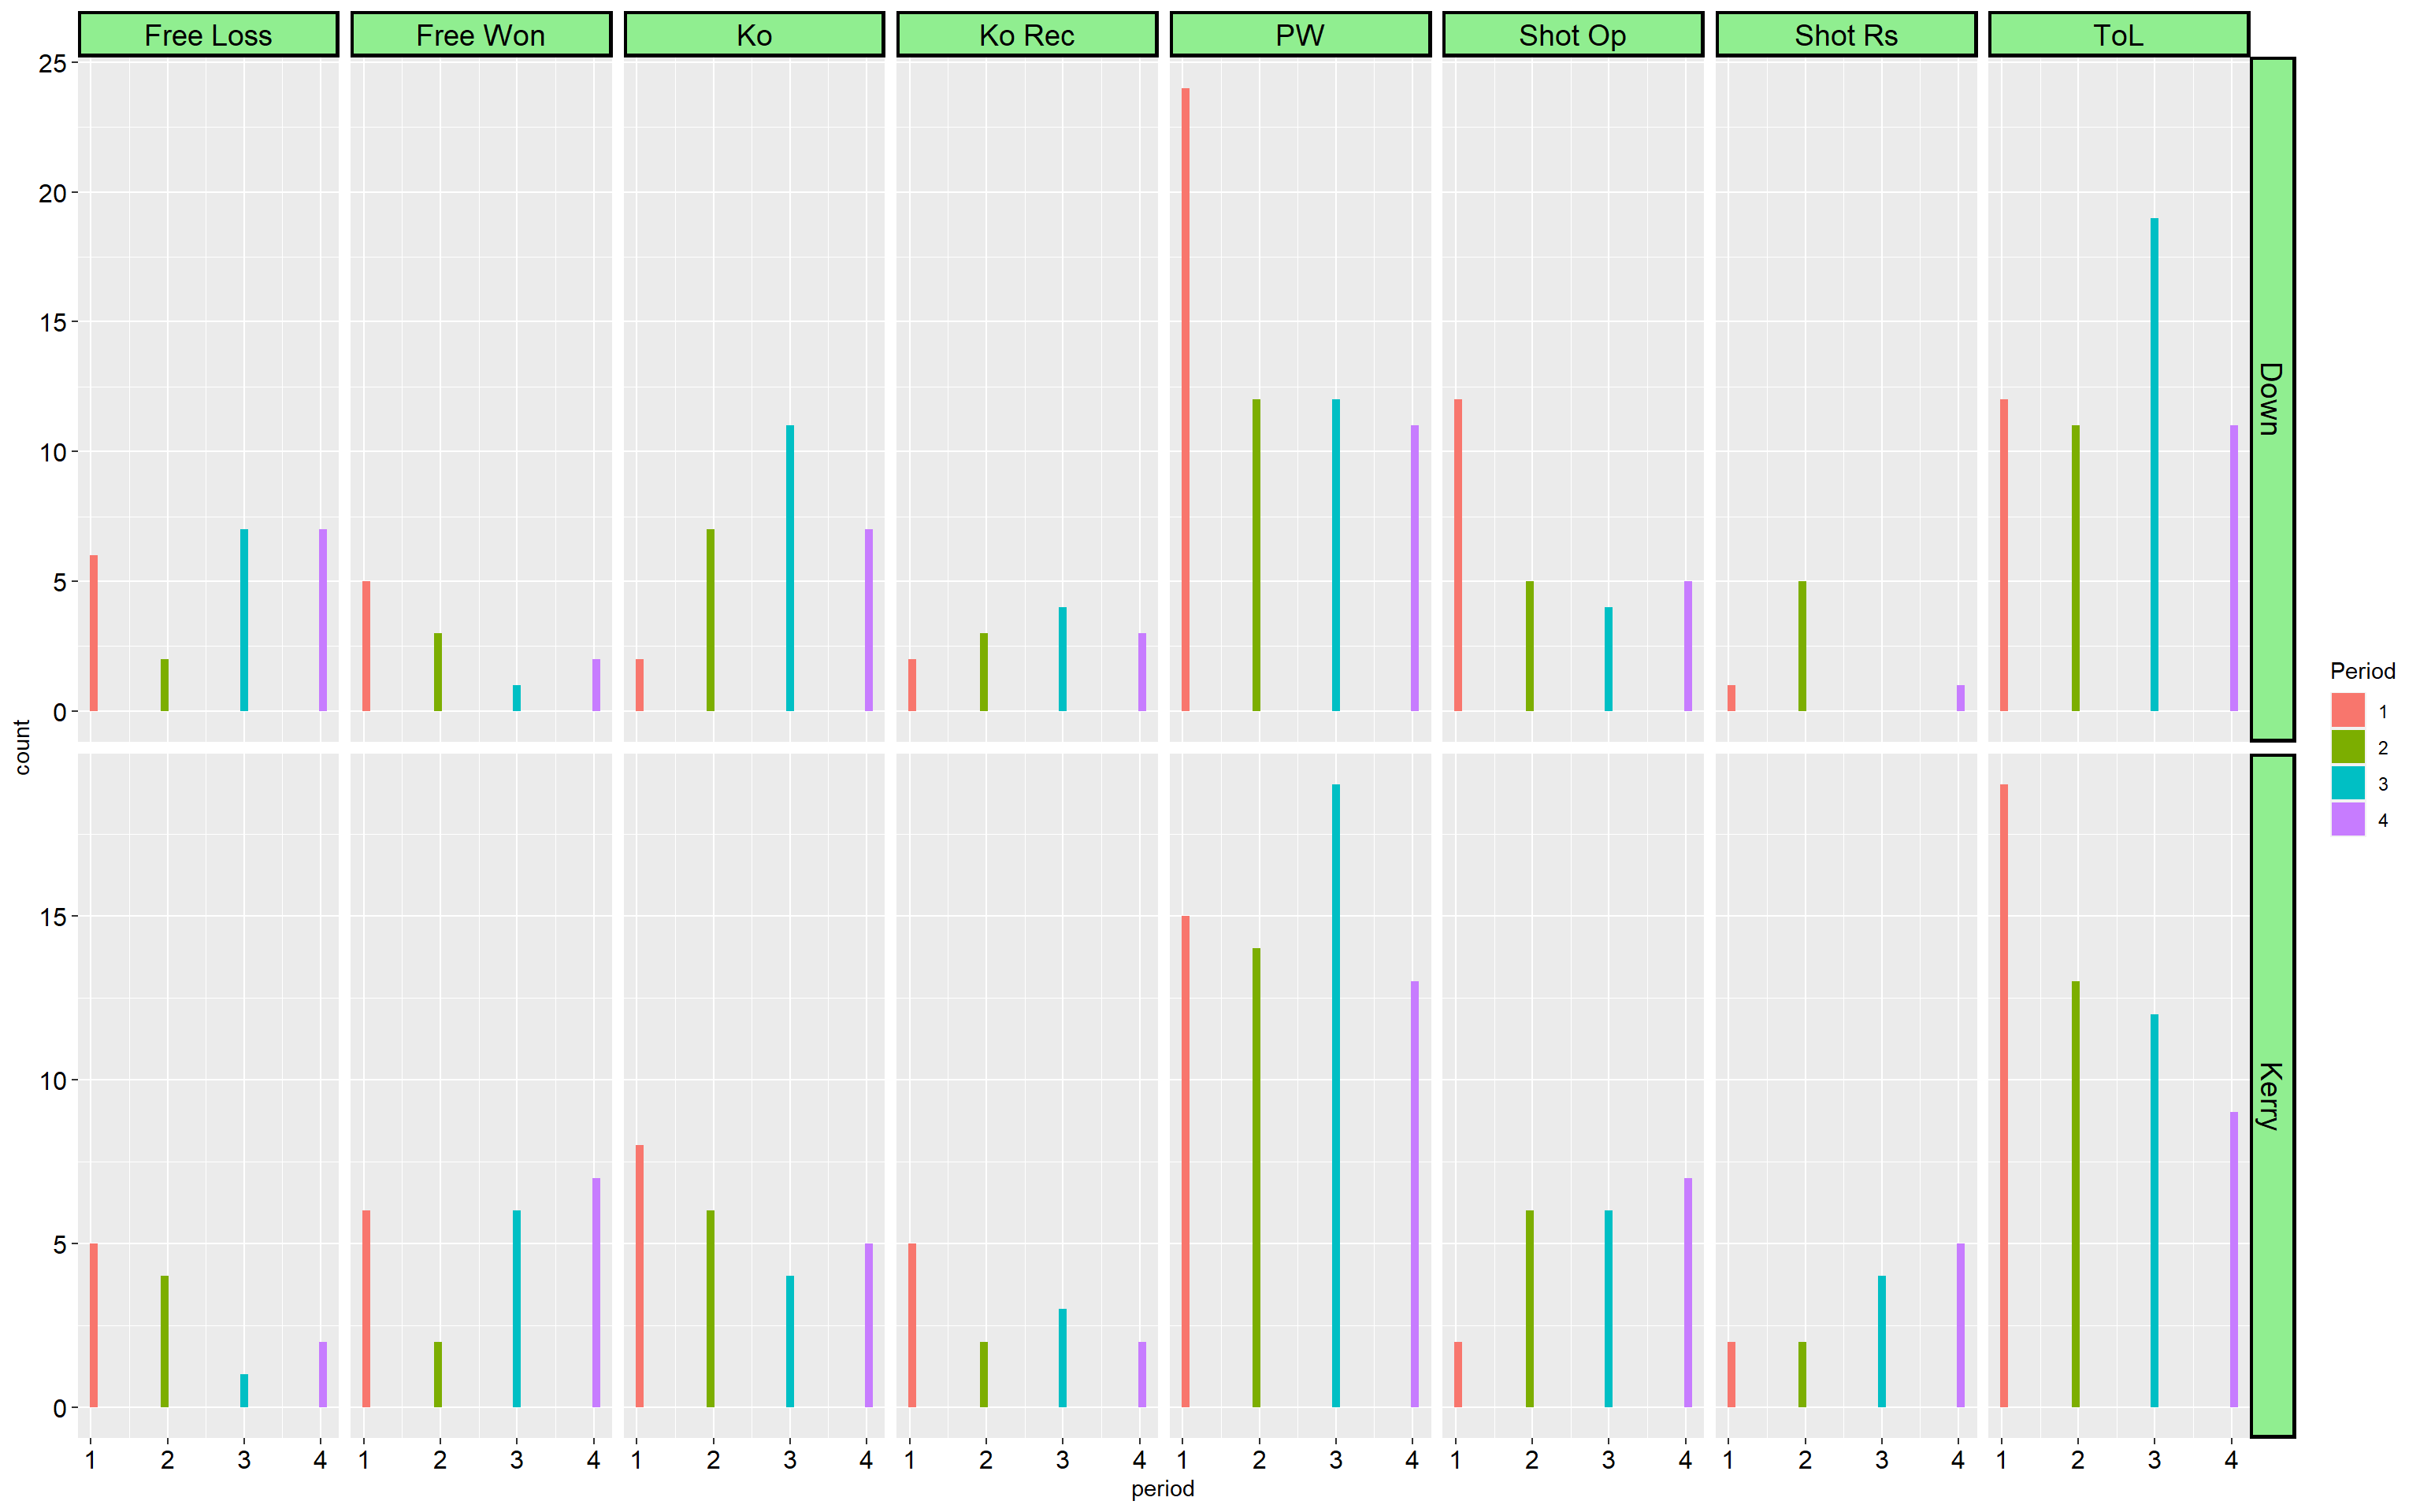 Free Loss Free Won Ko Ko Rec PW Shot Op Shot Rs ToL
25
20
15
10
5
0
Down
count
15
10
5
0
Kerry
1 2 3 4 1 2 3 4 1 2 3 4 1 2 3 4 1 2 3 4 1 2 3 4 1 2 3 4 1 2 3 4
period
Period
1
2
3
4